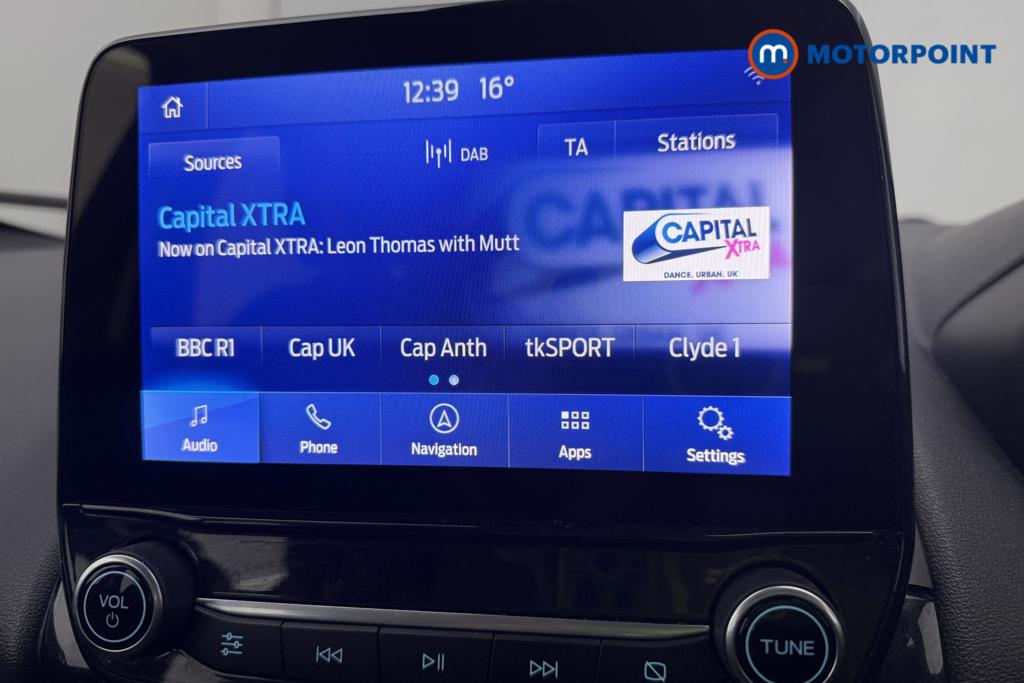 m MOTORPOINT
12:39 16°
Sources
DAB
TA
Stations
Capital XTRA
Now on Capital XTRA: Leon Thomas with Mutt
CAPITAL
XTRA
DANCE. URBAN. UK
BBC R1 Cap UK Cap Anth tkSPORT Clyde 1
Audio Phone Navigation Apps Settings
VOL
TUNE